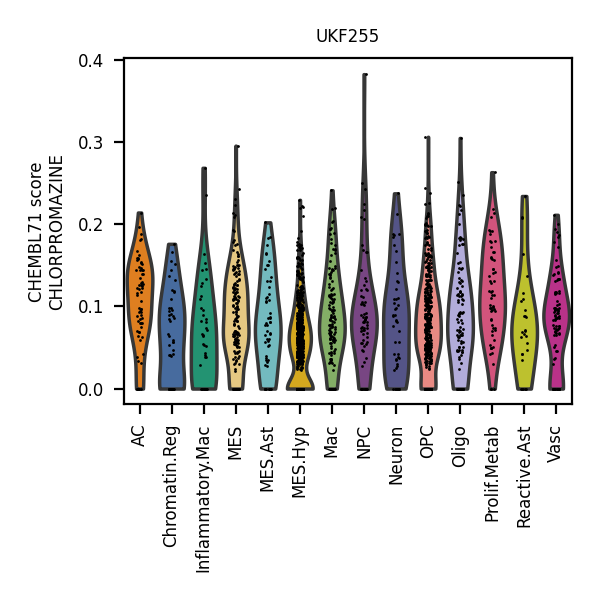 UKF255
CHEMBL71 score
CHLORPROMAZINE
0.4
0.3
0.2
0.1
0.0
AC
Chromatin.Reg
Inflammatory.Mac
MES
MES.Ast
MES.Hyp
Mac
NPC
Neuron
OPC
Oligo
Prolif.Metab
Reactive.Ast
Vasc